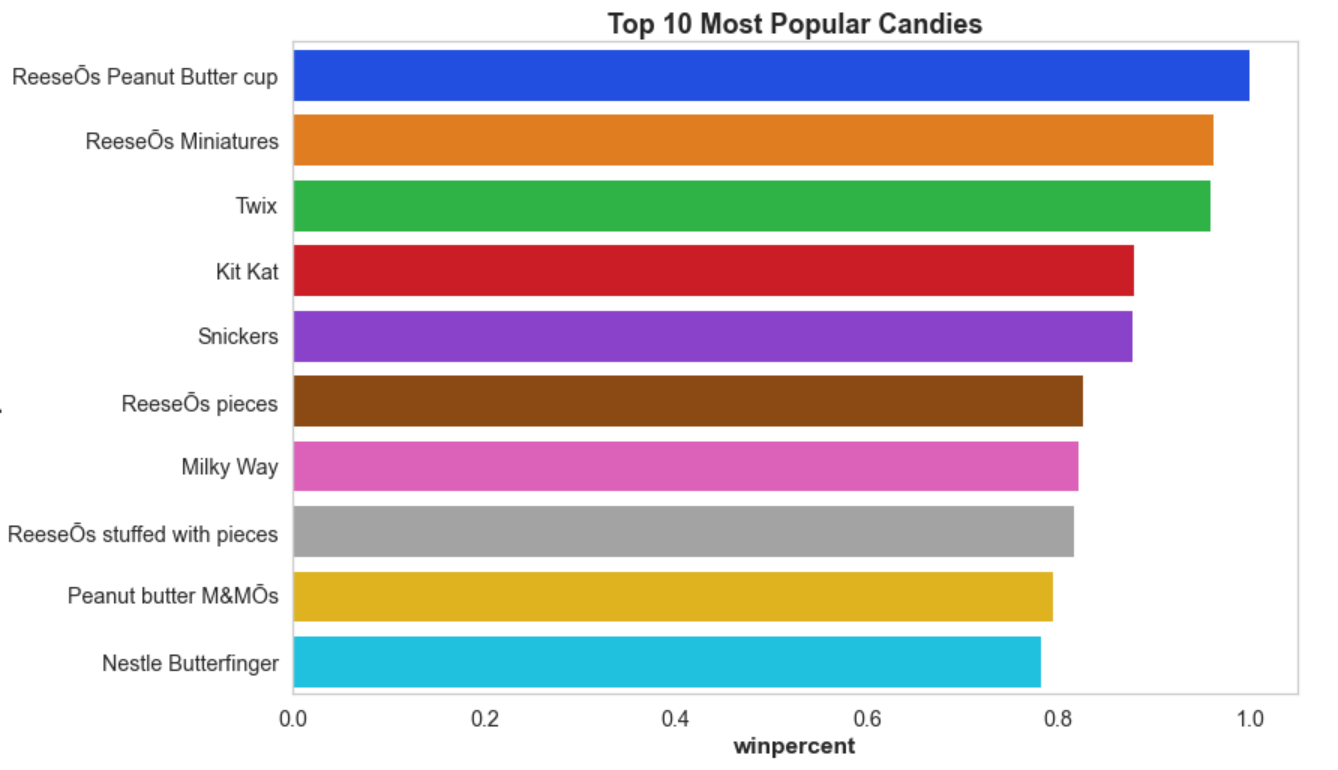 Top 10 Most Popular Candies
ReeseÕs Peanut Butter cup
ReeseÕs Miniatures
Twix
Kit Kat
Snickers
ReeseÕs pieces
Milky Way
ReeseÕs stuffed with pieces
Peanut butter M&MÕs
Nestle Butterfinger
0.0 0.2 0.4 0.6 0.8 1.0
winpercent